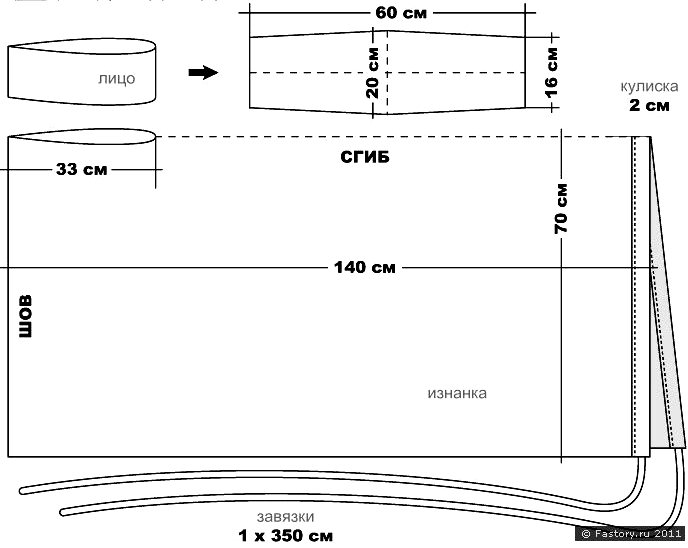 60 см
лицо
20 см
16 см
кулиска
2 см
СГИБ
33 см
70 см
140 см
ШОВ
изнанка
завязки
1 x 350 см
© Fastory.ru 2011